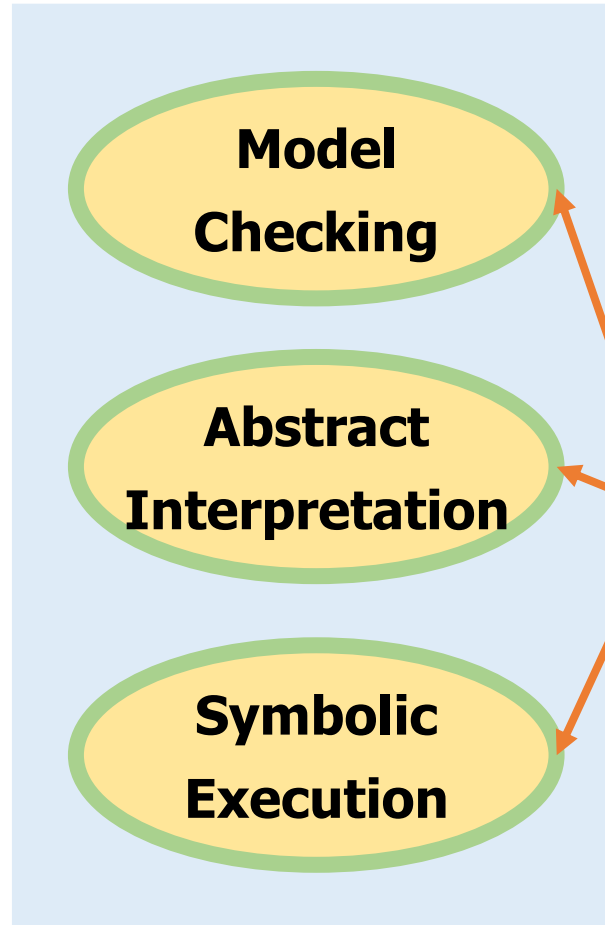 Model
Checking
Abstract
Interpretation
Symbolic
Execution